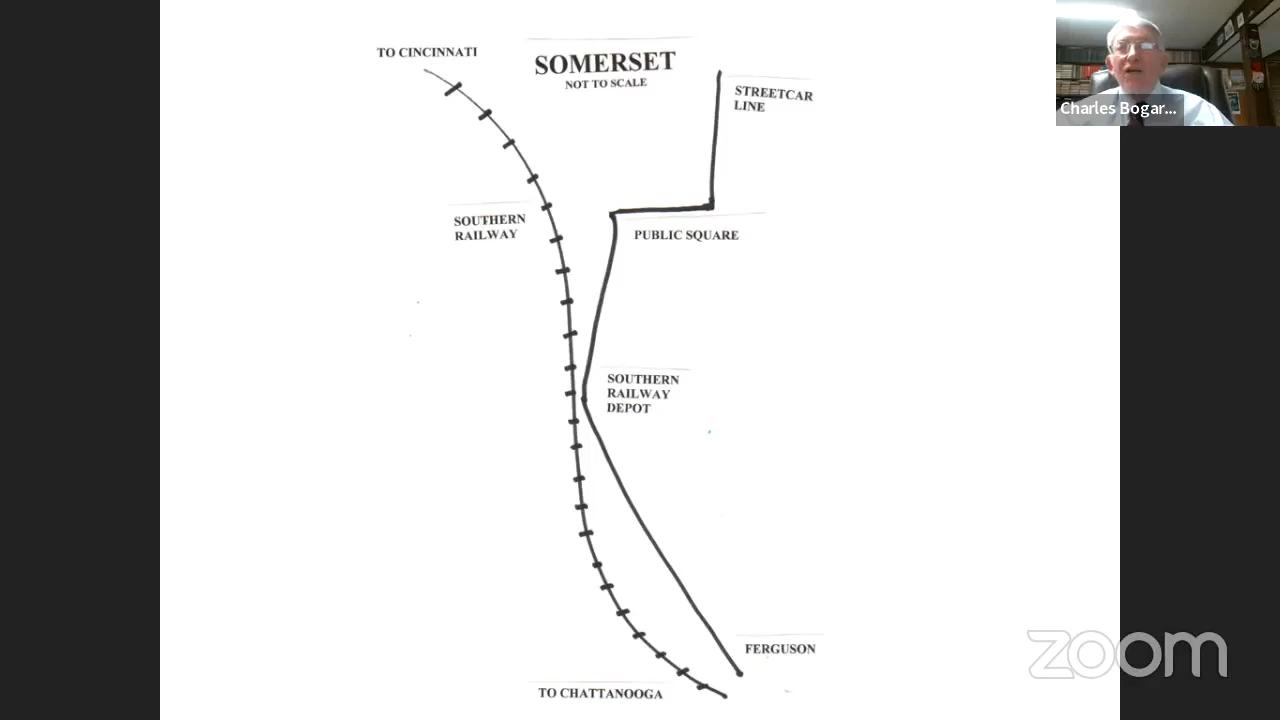 TO CINCINNATI
SOMERSET
NOT TO SCALE
STREETCAR
LINE
Charles Bogar...
SOUTHERN
RAILWAY
PUBLIC SQUARE
SOUTHERN
RAILWAY
DEPOT
FERGUSON
TO CHATTANOOGA
zoom